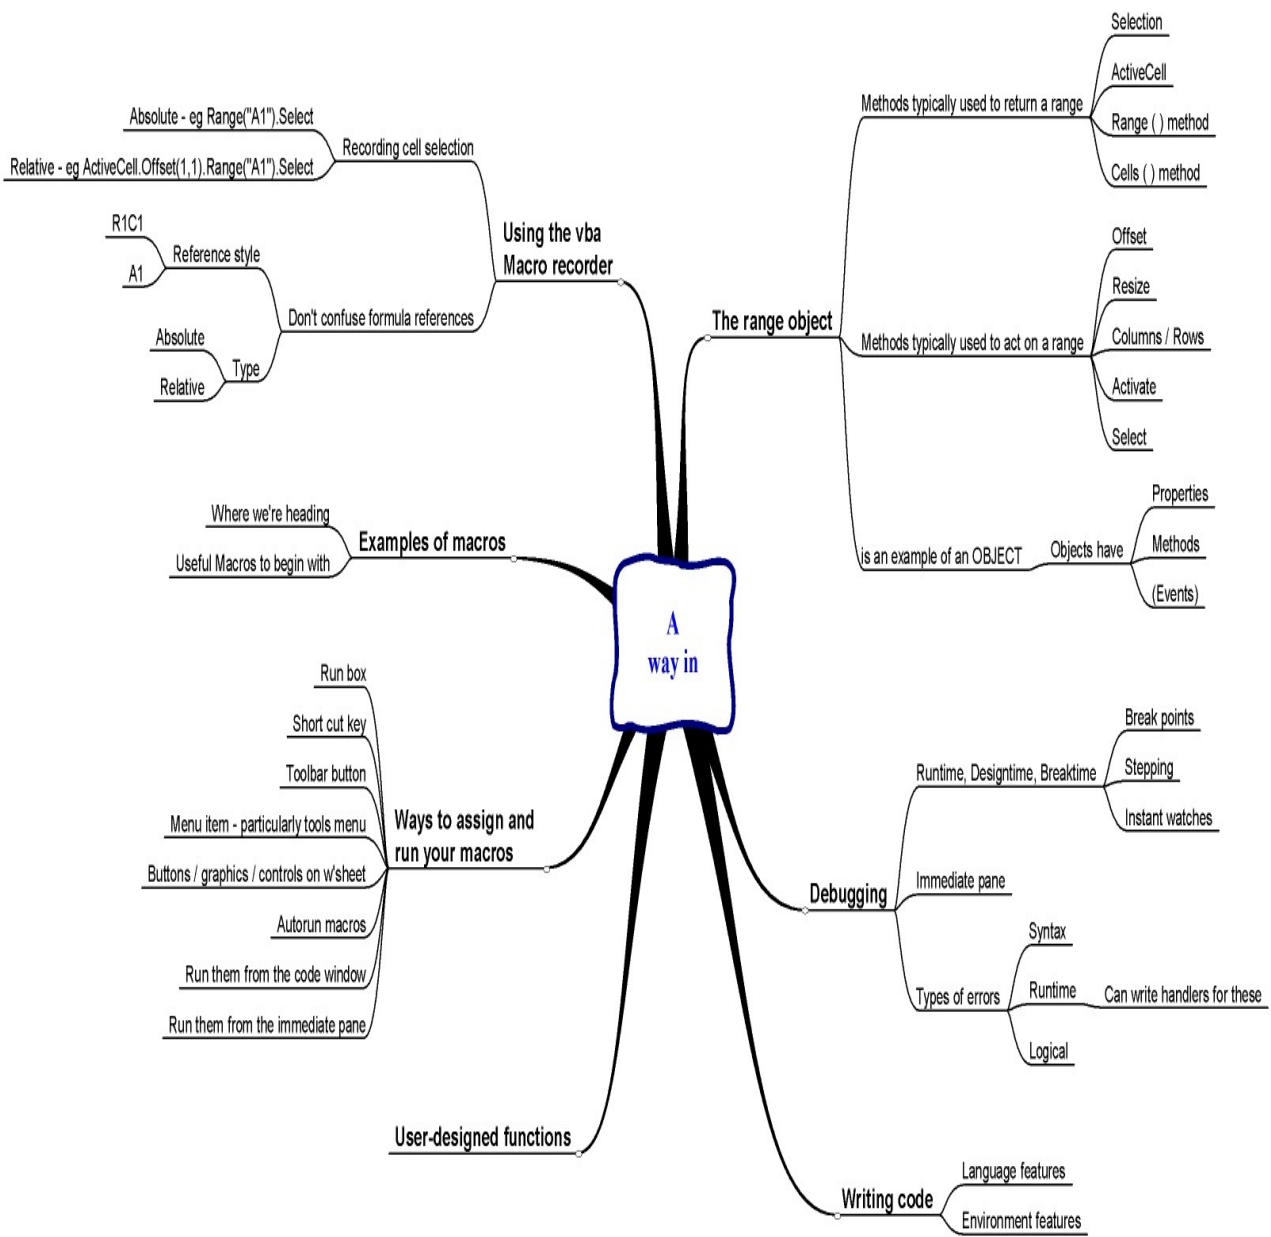 A
way in
Using the vba
Macro recorder
Recording cell selection
Absolute - eg Range("A1").Select
Relative - eg ActiveCell.Offset(1,1).Range("A1").Select
Don't confuse formula references
Reference style
R1C1
A1
Type
Absolute
Relative
Examples of macros
Where we're heading
Useful Macros to begin with
Ways to assign and
run your macros
Run box
Short cut key
Toolbar button
Menu item - particularly tools menu
Buttons / graphics / controls on w'sheet
Autorun macros
Run them from the code window
Run them from the immediate pane
User-designed functions
The range object
Methods typically used to return a range
Selection
ActiveCell
Range ( ) method
Cells ( ) method
Methods typically used to act on a range
Offset
Resize
Columns / Rows
Activate
Select
is an example of an OBJECT
Objects have
Properties
Methods
(Events)
Debugging
Runtime, Designtime, Breaktime
Break points
Stepping
Instant watches
Immediate pane
Types of errors
Syntax
Runtime
Can write handlers for these
Logical
Writing code
Language features
Environment features